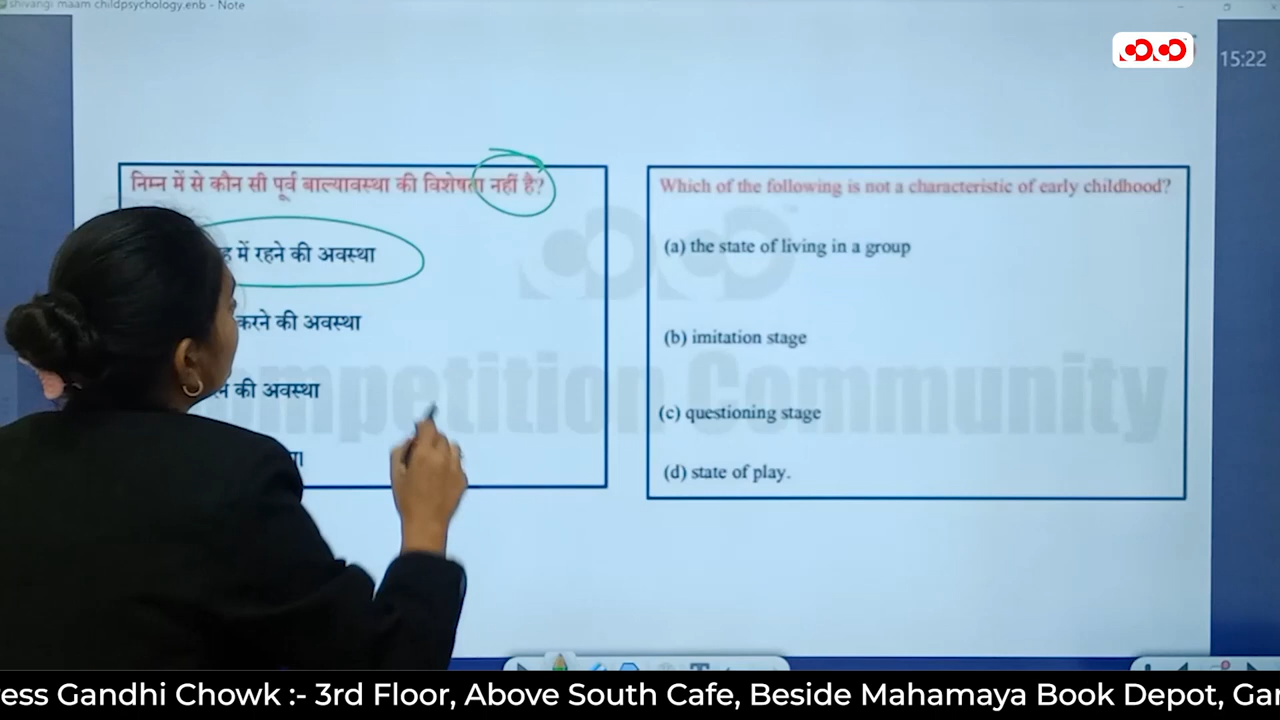 shivangi maam childpsychology.enb - Note
15:22
निम्न में से कौन सी पूर्व बाल्यावस्था की विशेषता नहीं है?
में रहने की अवस्था
करने की अवस्था
की अवस्था
Which of the following is not a characteristic of early childhood?
(a) the state of living in a group
(b) imitation stage
(c) questioning stage
(d) state of play.
Competition Community
Gandhi Chowk :- 3rd Floor, Above South Cafe, Beside Mahamaya Book Depot,